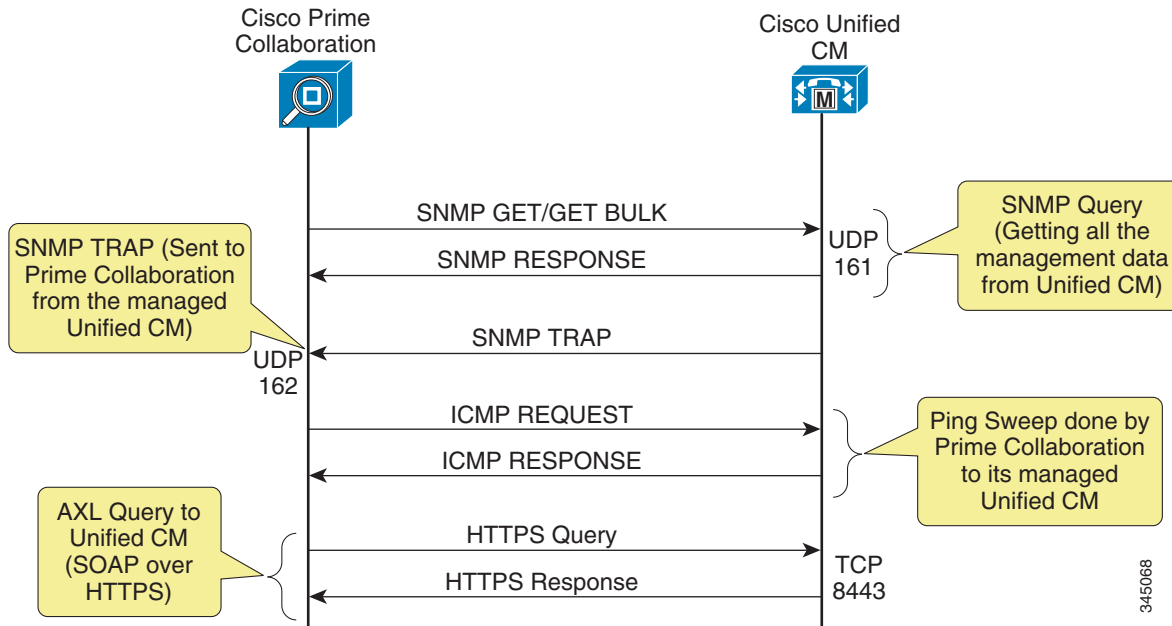 Cisco Prime
Collaboration
Cisco Unified
CM
M
SNMP GET/GET BULK
SNMP RESPONSE
UDP
161
SNMP Query
(Getting all the
management data
from Unified CM)
SNMP TRAP (Sent to
Prime Collaboration
from the managed
Unified CM)
SNMP TRAP
UDP
162
ICMP REQUEST
ICMP RESPONSE
Ping Sweep done by
Prime Collaboration
to its managed
Unified CM
AXL Query to
Unified CM
(SOAP over
HTTPS)
HTTPS Query
HTTPS Response
TCP
8443
345068